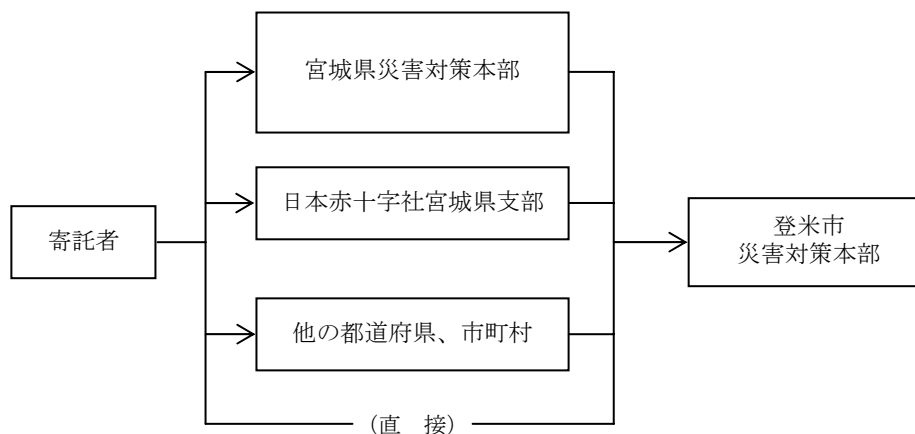 宮城県災害対策本部
日本赤十字社宮城県支部
寄託者
登米市
災害対策本部
他の都道府県、市町村
(直　接)